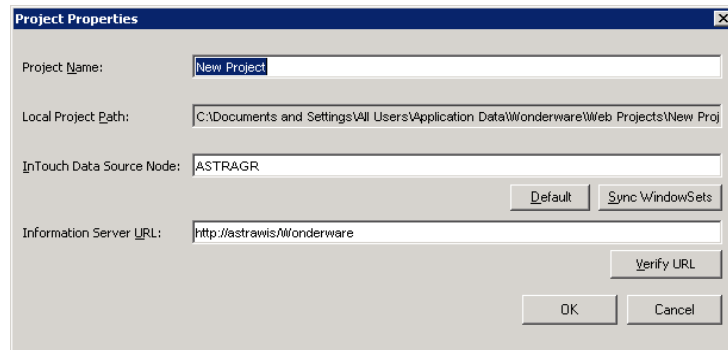 Project Properties
Project Name: New Project
Local Project Path: C:\Documents and Settings\All Users\Application Data\Wonderware\Web Projects\New Proj
InTouch Data Source Node: ASTRAGR
Default Sync WindowSets
Information Server URL: http://astrawis/Wonderware
Verify URL
OK Cancel